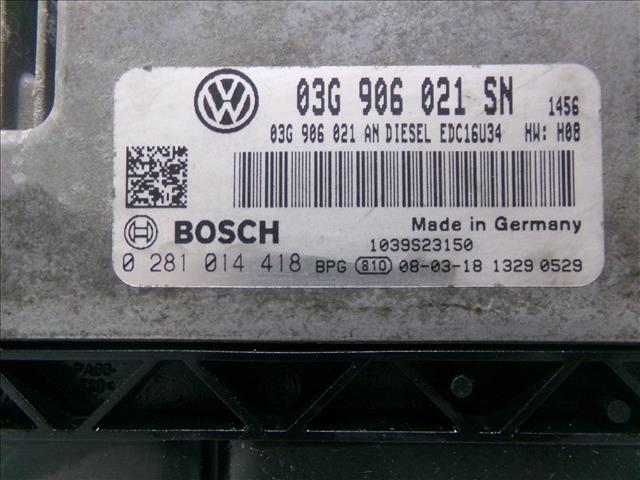 03G 906 021 SN 1456
03G 906 021 AN DIESEL EDC16U34 HW: H08
BOSCH
Made in Germany
1039S23150
0 281 014 418 BPG 810 08-03-18 1329 0529